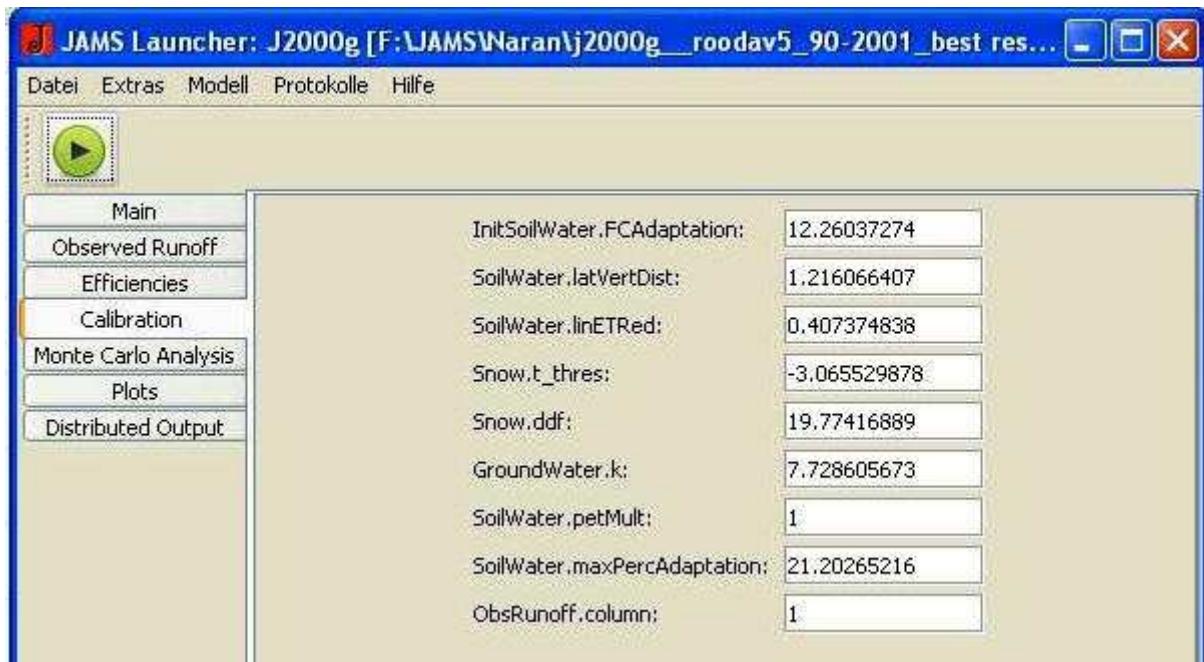 JAMS Launcher: J2000g [F:\JAMS\Naran\j2000g__roodav5_90-2001_best res...
Datei Extras Modell Protokolle Hilfe
Main
Observed Runoff
Efficiencies
Calibration
Monte Carlo Analysis
Plots
Distributed Output
InitSoilWater.FCAdaptation: 12.26037274
SoilWater.latVertDist: 1.216066407
SoilWater.linETRed: 0.407374838
Snow.t_thres: -3.065529878
Snow.ddf: 19.77416889
GroundWater.k: 7.728605673
SoilWater.petMult: 1
SoilWater.maxPercAdaptation: 21.20265216
ObsRunoff.column: 1